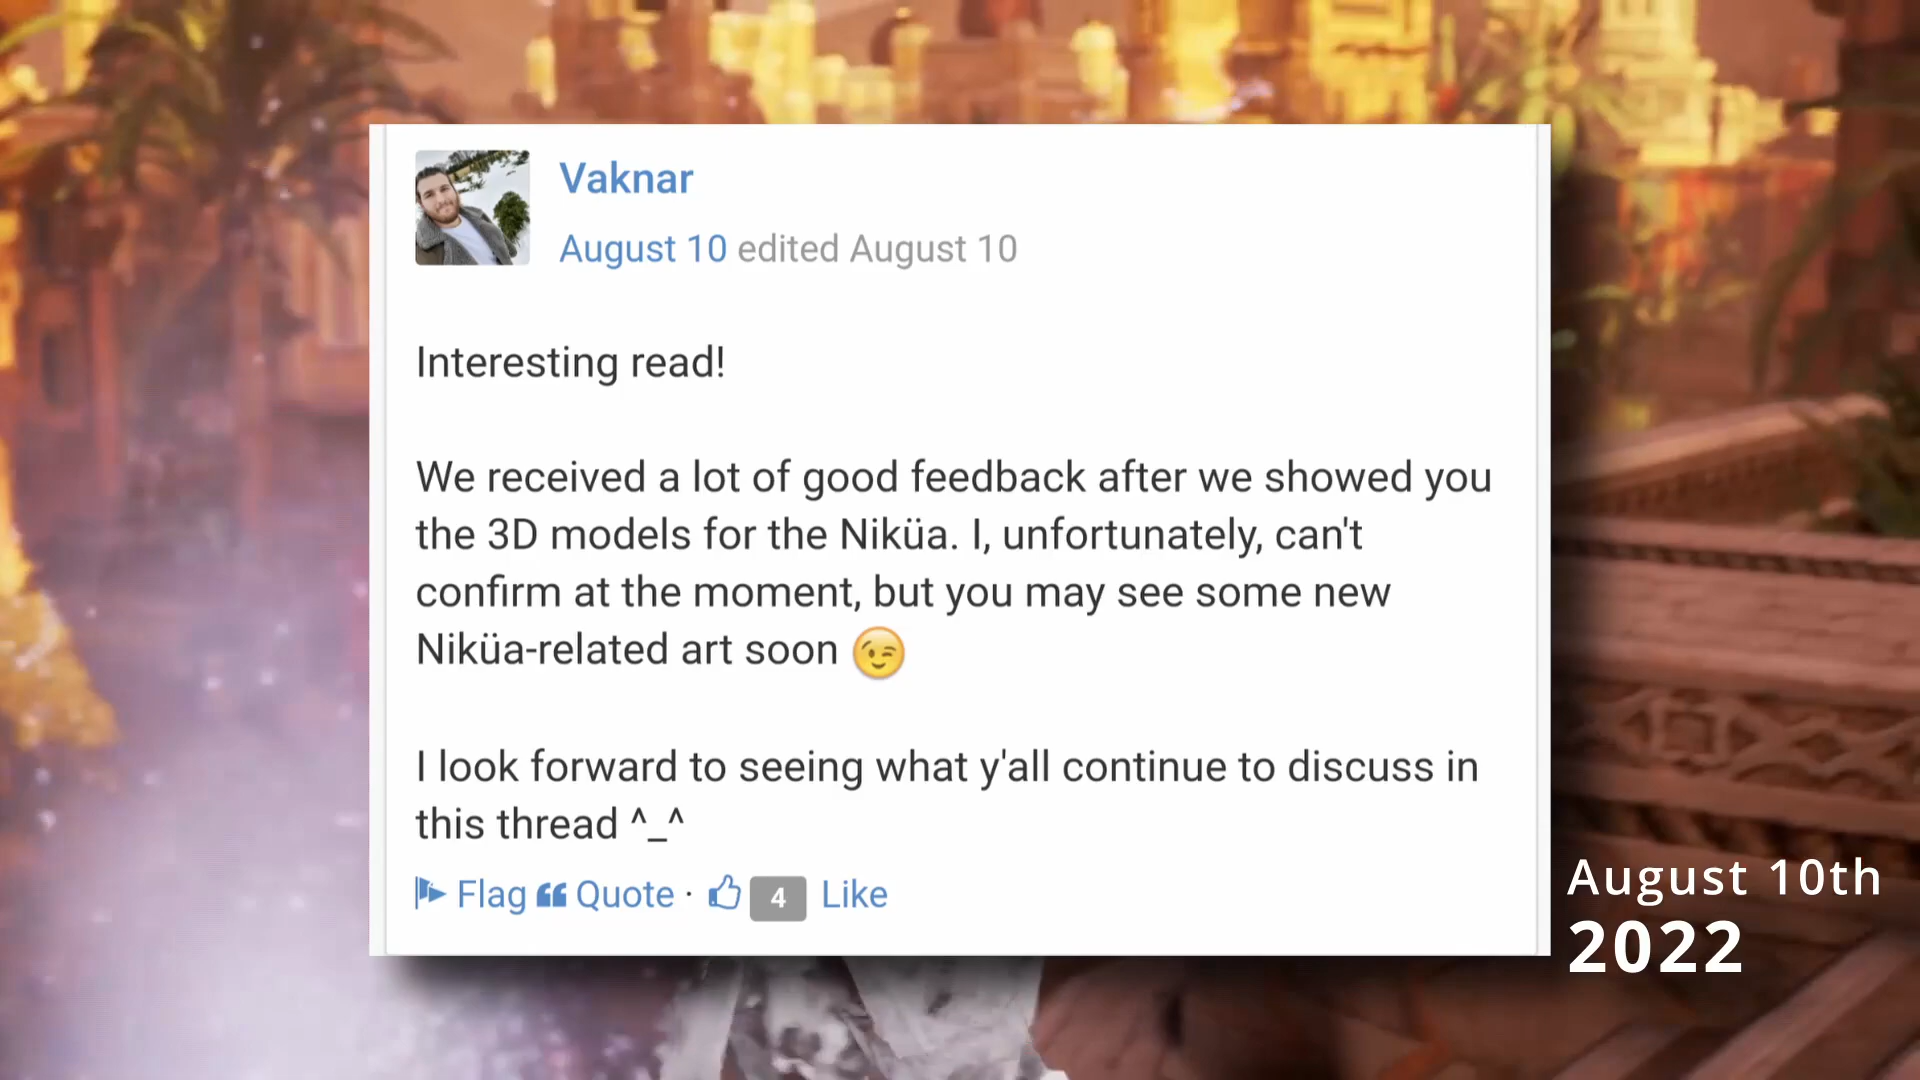 Vaknar
August 10 edited August 10
Interesting read!
We received a lot of good feedback after we showed you
the 3D models for the Niküa. I, unfortunately, can't
confirm at the moment, but you may see some new
Niküa-related art soon 😉
I look forward to seeing what y'all continue to discuss in
this thread ^_^
Flag Quote · 4 Like
August 10th
2022